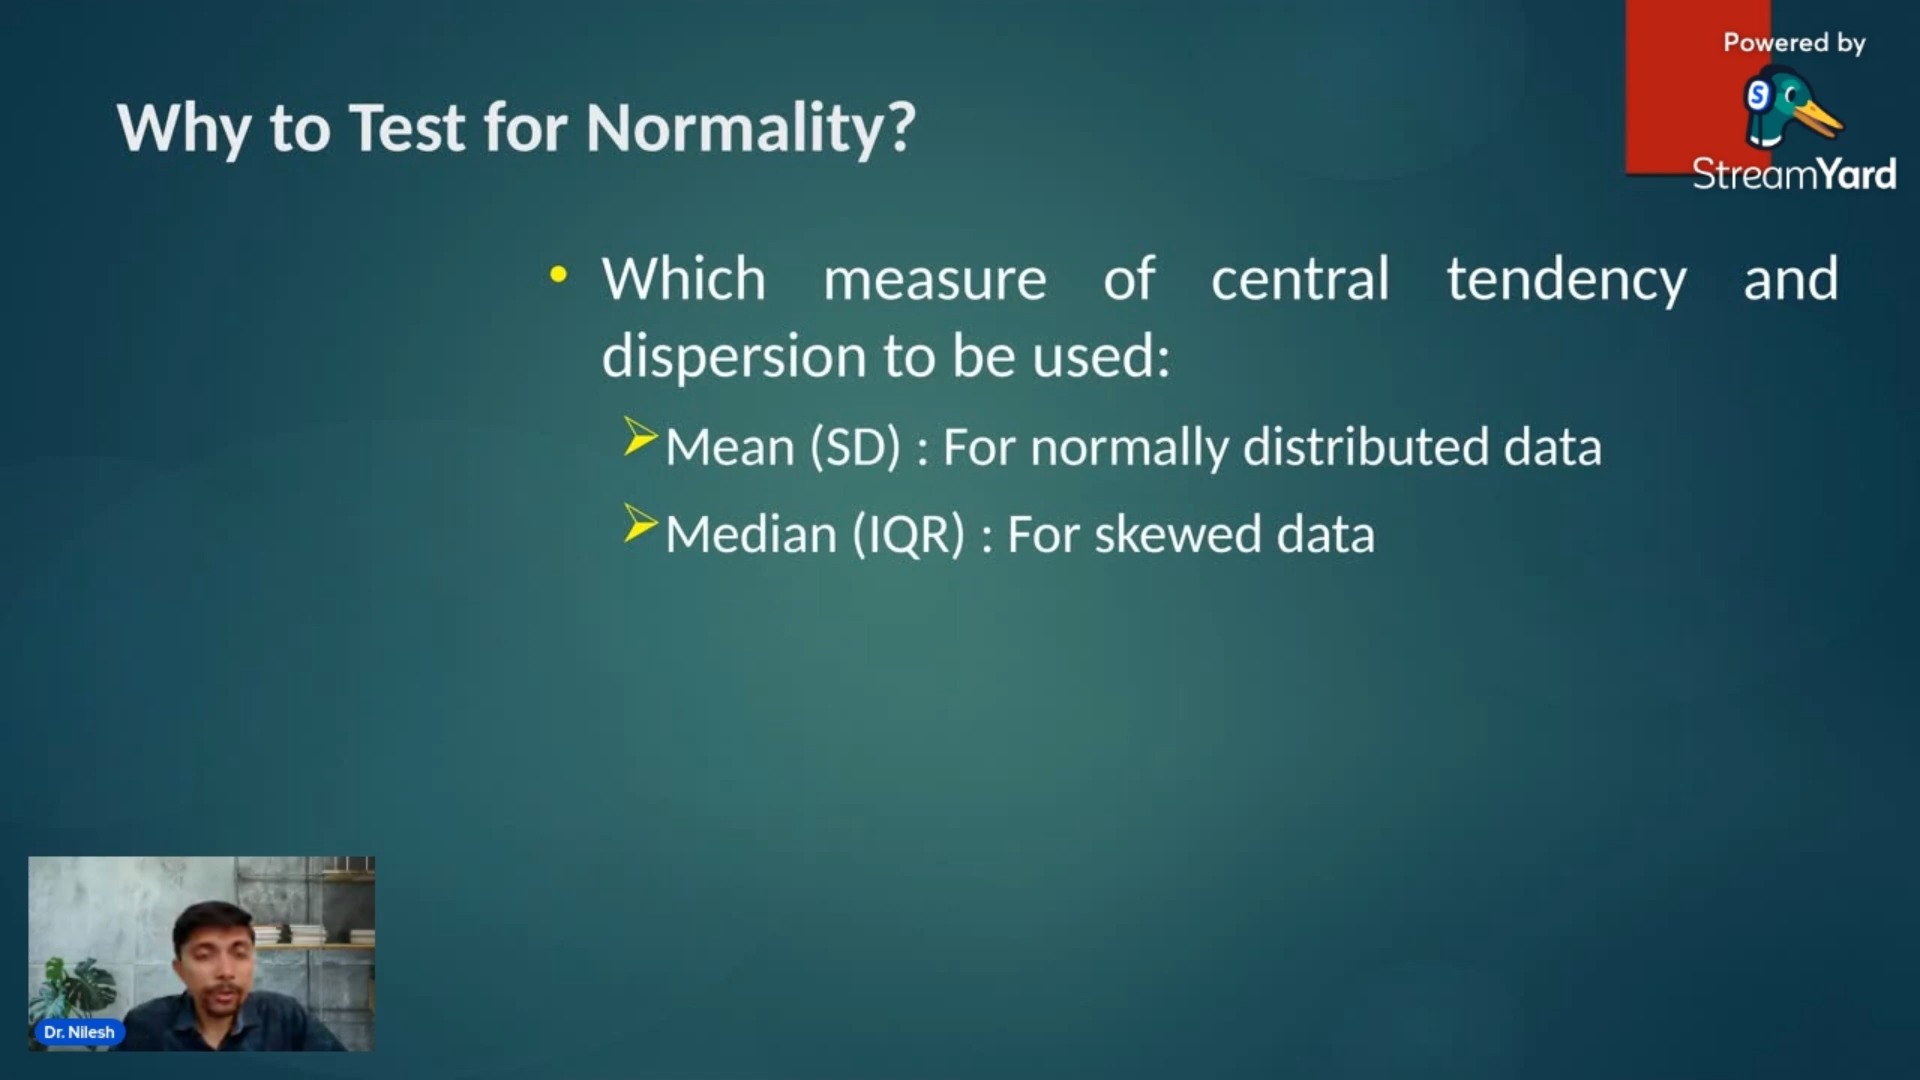 Powered by
S
StreamYard
Why to Test for Normality?
• Which measure of central tendency and
dispersion to be used:
➢Mean (SD) : For normally distributed data
➢Median (IQR) : For skewed data
Dr. Nilesh